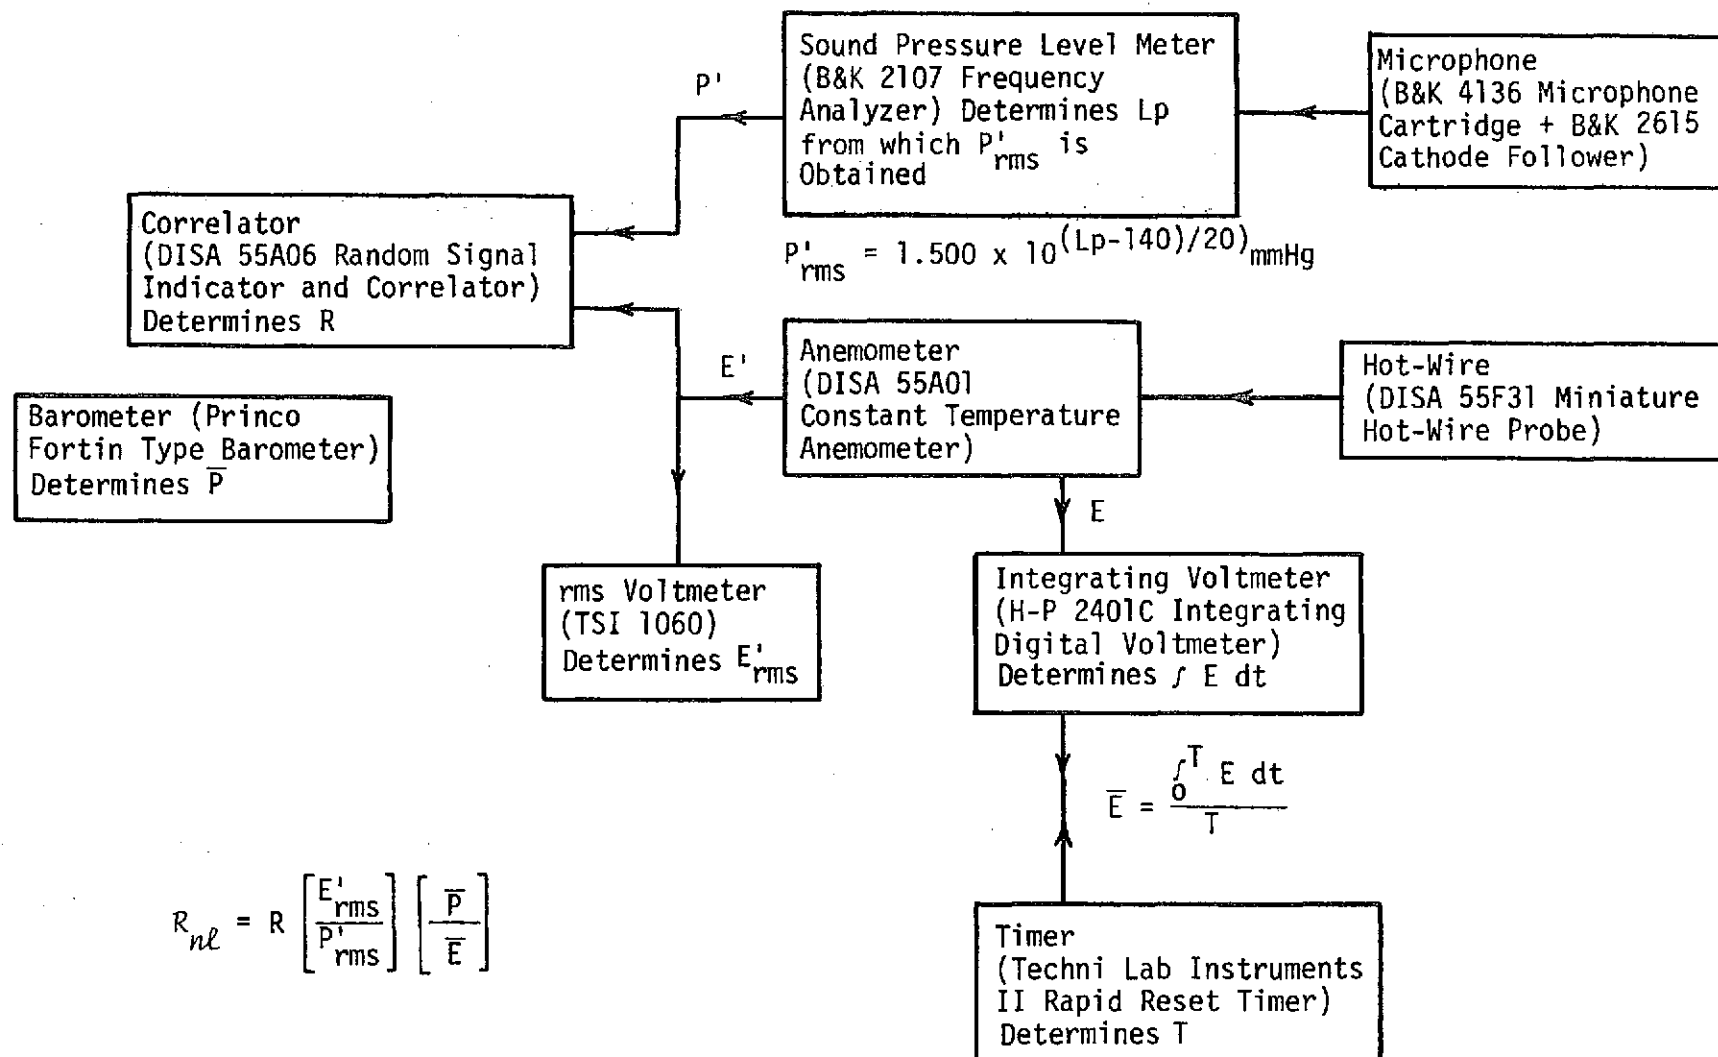 Sound Pressure Level Meter
(B&K 2107 Frequency
Analyzer) Determines Lp
from which P'rms is
Obtained
Microphone
(B&K 4136 Microphone
Cartridge + B&K 2615
Cathode Follower)
P'
Correlator
(DISA 55A06 Random Signal
Indicator and Correlator)
Determines R
P'rms = 1.500 x 10^(Lp-140)/20) mmHg
Anemometer
(DISA 55A01
Constant Temperature
Anemometer)
Hot-Wire
(DISA 55F31 Miniature
Hot-Wire Probe)
E'
Barometer (Princo
Fortin Type Barometer)
Determines P̅
E
rms Voltmeter
(TSI 1060)
Determines E'rms
Integrating Voltmeter
(H-P 2401C Integrating
Digital Voltmeter)
Determines ∫ E dt
E̅ = ∫0^T E dt / T
Rnℓ = R [E'rms / P'rms] [P̅ / E̅]
Timer
(Techni Lab Instruments
II Rapid Reset Timer)
Determines T